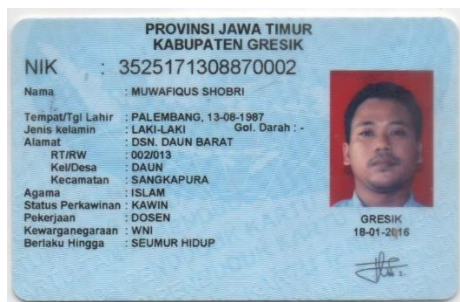 PROVINSI JAWA TIMUR
KABUPATEN GRESIK
NIK : 3525171308870002
Nama : MUWAFIQUS SHOBRI
Tempat/Tgl Lahir : PALEMBANG, 13-08-1987
Jenis kelamin : LAKI-LAKI Gol. Darah : -
Alamat : DSN. DAUN BARAT
RT/RW : 002/013
Kel/Desa : DAUN
Kecamatan : SANGKAPURA
Agama : ISLAM
Status Perkawinan : KAWIN
Pekerjaan : DOSEN
Kewarganegaraan : WNI
Berlaku Hingga : SEUMUR HIDUP
GRESIK
18-01-2016